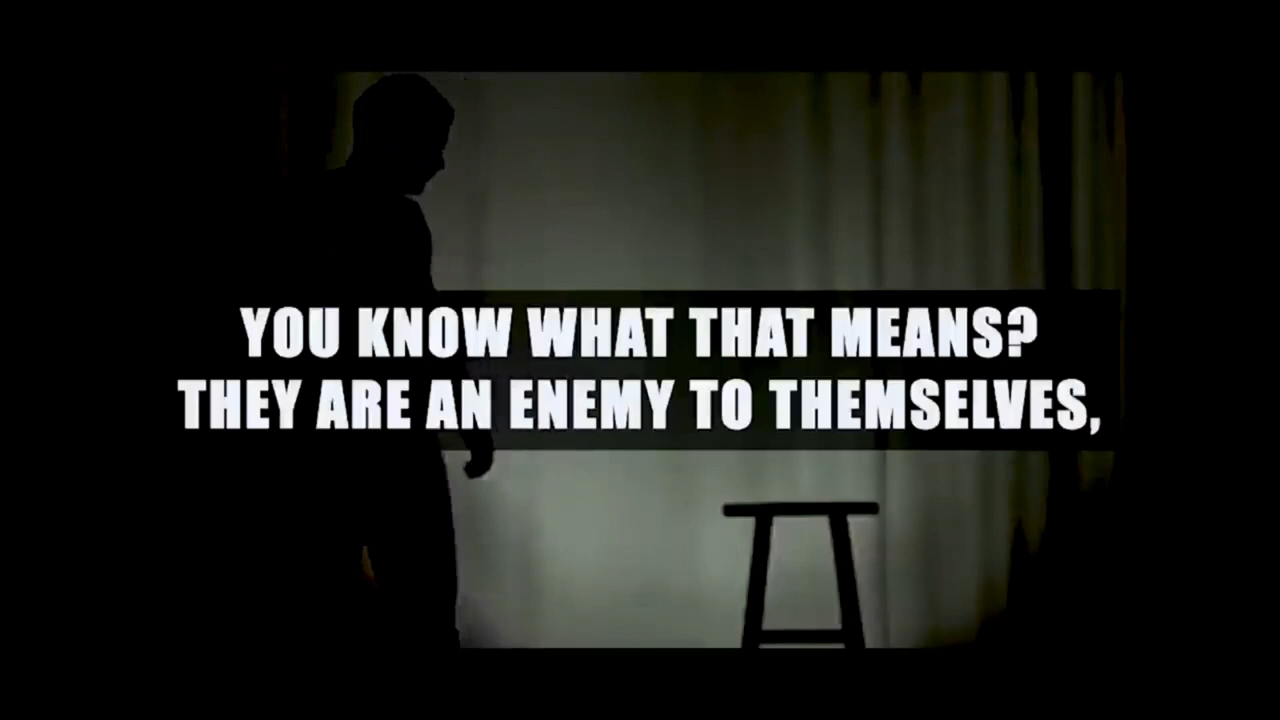 YOU KNOW WHAT THAT MEANS?
THEY ARE AN ENEMY TO THEMSELVES,